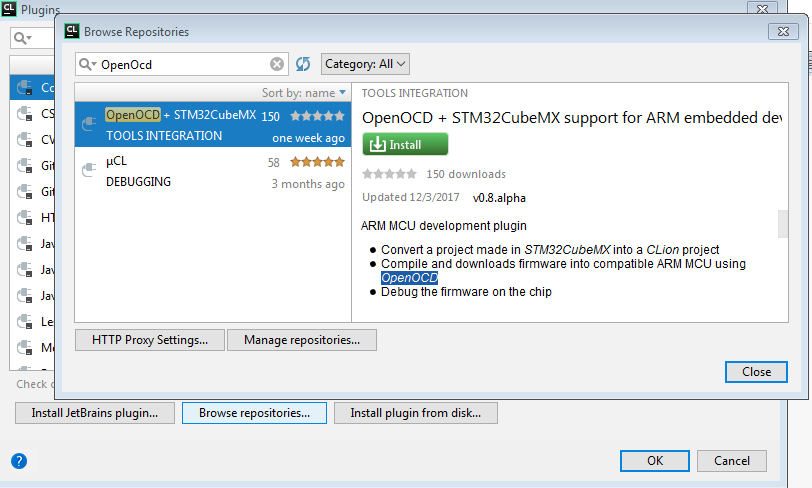 CL Plugins
CL Browse Repositories
OpenOcd
Category: All
Sort by: name
OpenOCD + STM32CubeMX 150
TOOLS INTEGRATION one week ago
μCL 58
DEBUGGING 3 months ago
TOOLS INTEGRATION
OpenOCD + STM32CubeMX support for ARM embedded dev
Install
150 downloads
Updated 12/3/2017 v0.8.alpha
ARM MCU development plugin
Convert a project made in STM32CubeMX into a CLion project
Compile and downloads firmware into compatible ARM MCU using
OpenOCD
Debug the firmware on the chip
HTTP Proxy Settings... Manage repositories...
Close
Co
CS
CV
Git
Git
HT
Jav
Jav
Jav
Le
Check
Install JetBrains plugin... Browse repositories... Install plugin from disk...
? OK Cancel